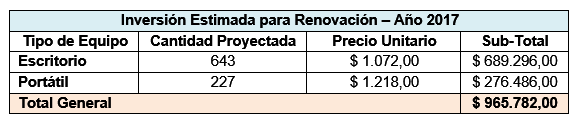 Inversión Estimada para Renovación – Año 2017
Tipo de Equipo Cantidad Proyectada Precio Unitario Sub-Total
Escritorio 643 $ 1.072,00 $ 689.296,00
Portátil 227 $ 1.218,00 $ 276.486,00
Total General $ 965.782,00